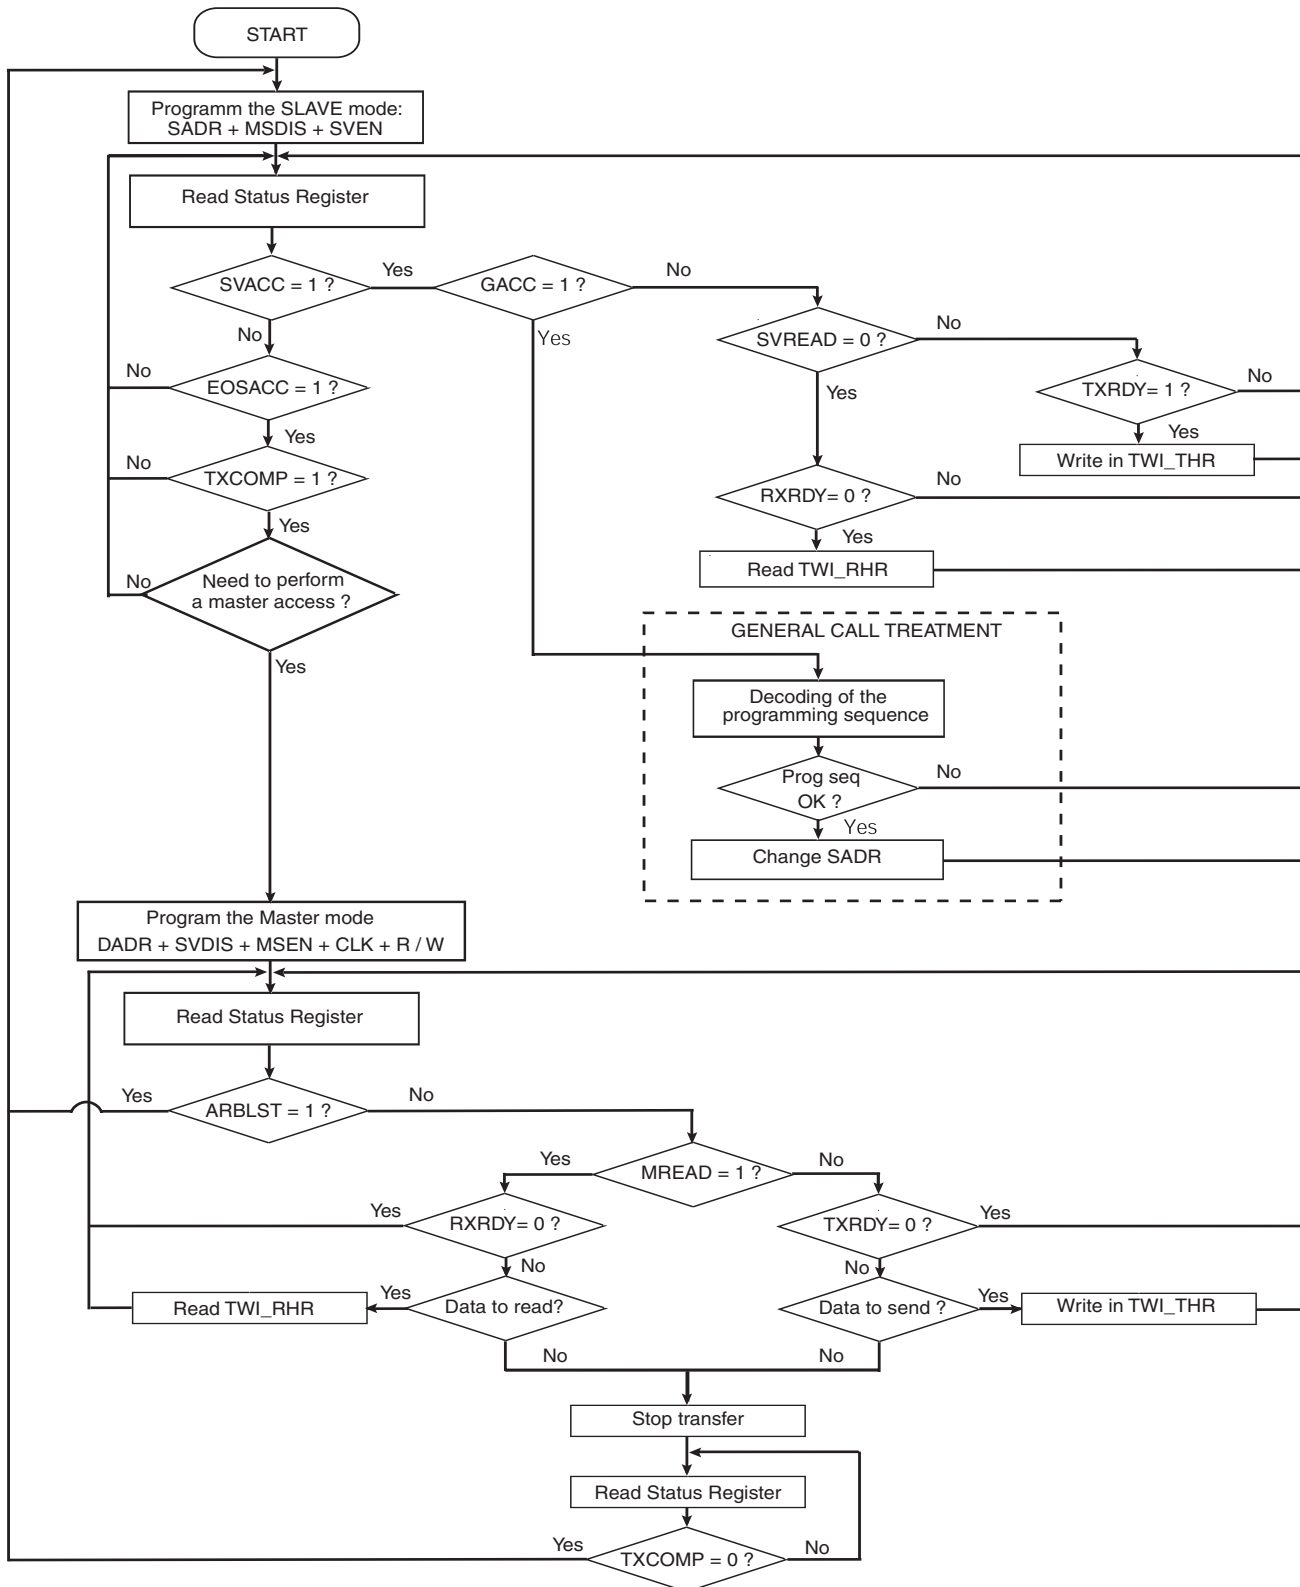 START
Programm the SLAVE mode:
SADR + MSDIS + SVEN
Read Status Register
SVACC = 1 ?
Yes
GACC = 1 ?
No
No
Yes
SVREAD = 0 ?
No
EOSACC = 1 ?
No
Yes
Yes
TXRDY= 1 ?
No
Yes
Write in TWI_THR
TXCOMP = 1 ?
No
Yes
RXRDY= 0 ?
No
Yes
Read TWI_RHR
Need to perform
a master access ?
No
Yes
GENERAL CALL TREATMENT
Decoding of the
programming sequence
Prog seq
OK ?
No
Yes
Change SADR
Program the Master mode
DADR + SVDIS + MSEN + CLK + R / W
Read Status Register
Yes
ARBLST = 1 ?
No
Yes
MREAD = 1 ?
No
Yes
RXRDY= 0 ?
TXRDY= 0 ?
Yes
No
No
Read TWI_RHR
Yes
Data to read?
Data to send ?
Yes
Write in TWI_THR
No
No
Stop transfer
Read Status Register
Yes
TXCOMP = 0 ?
No